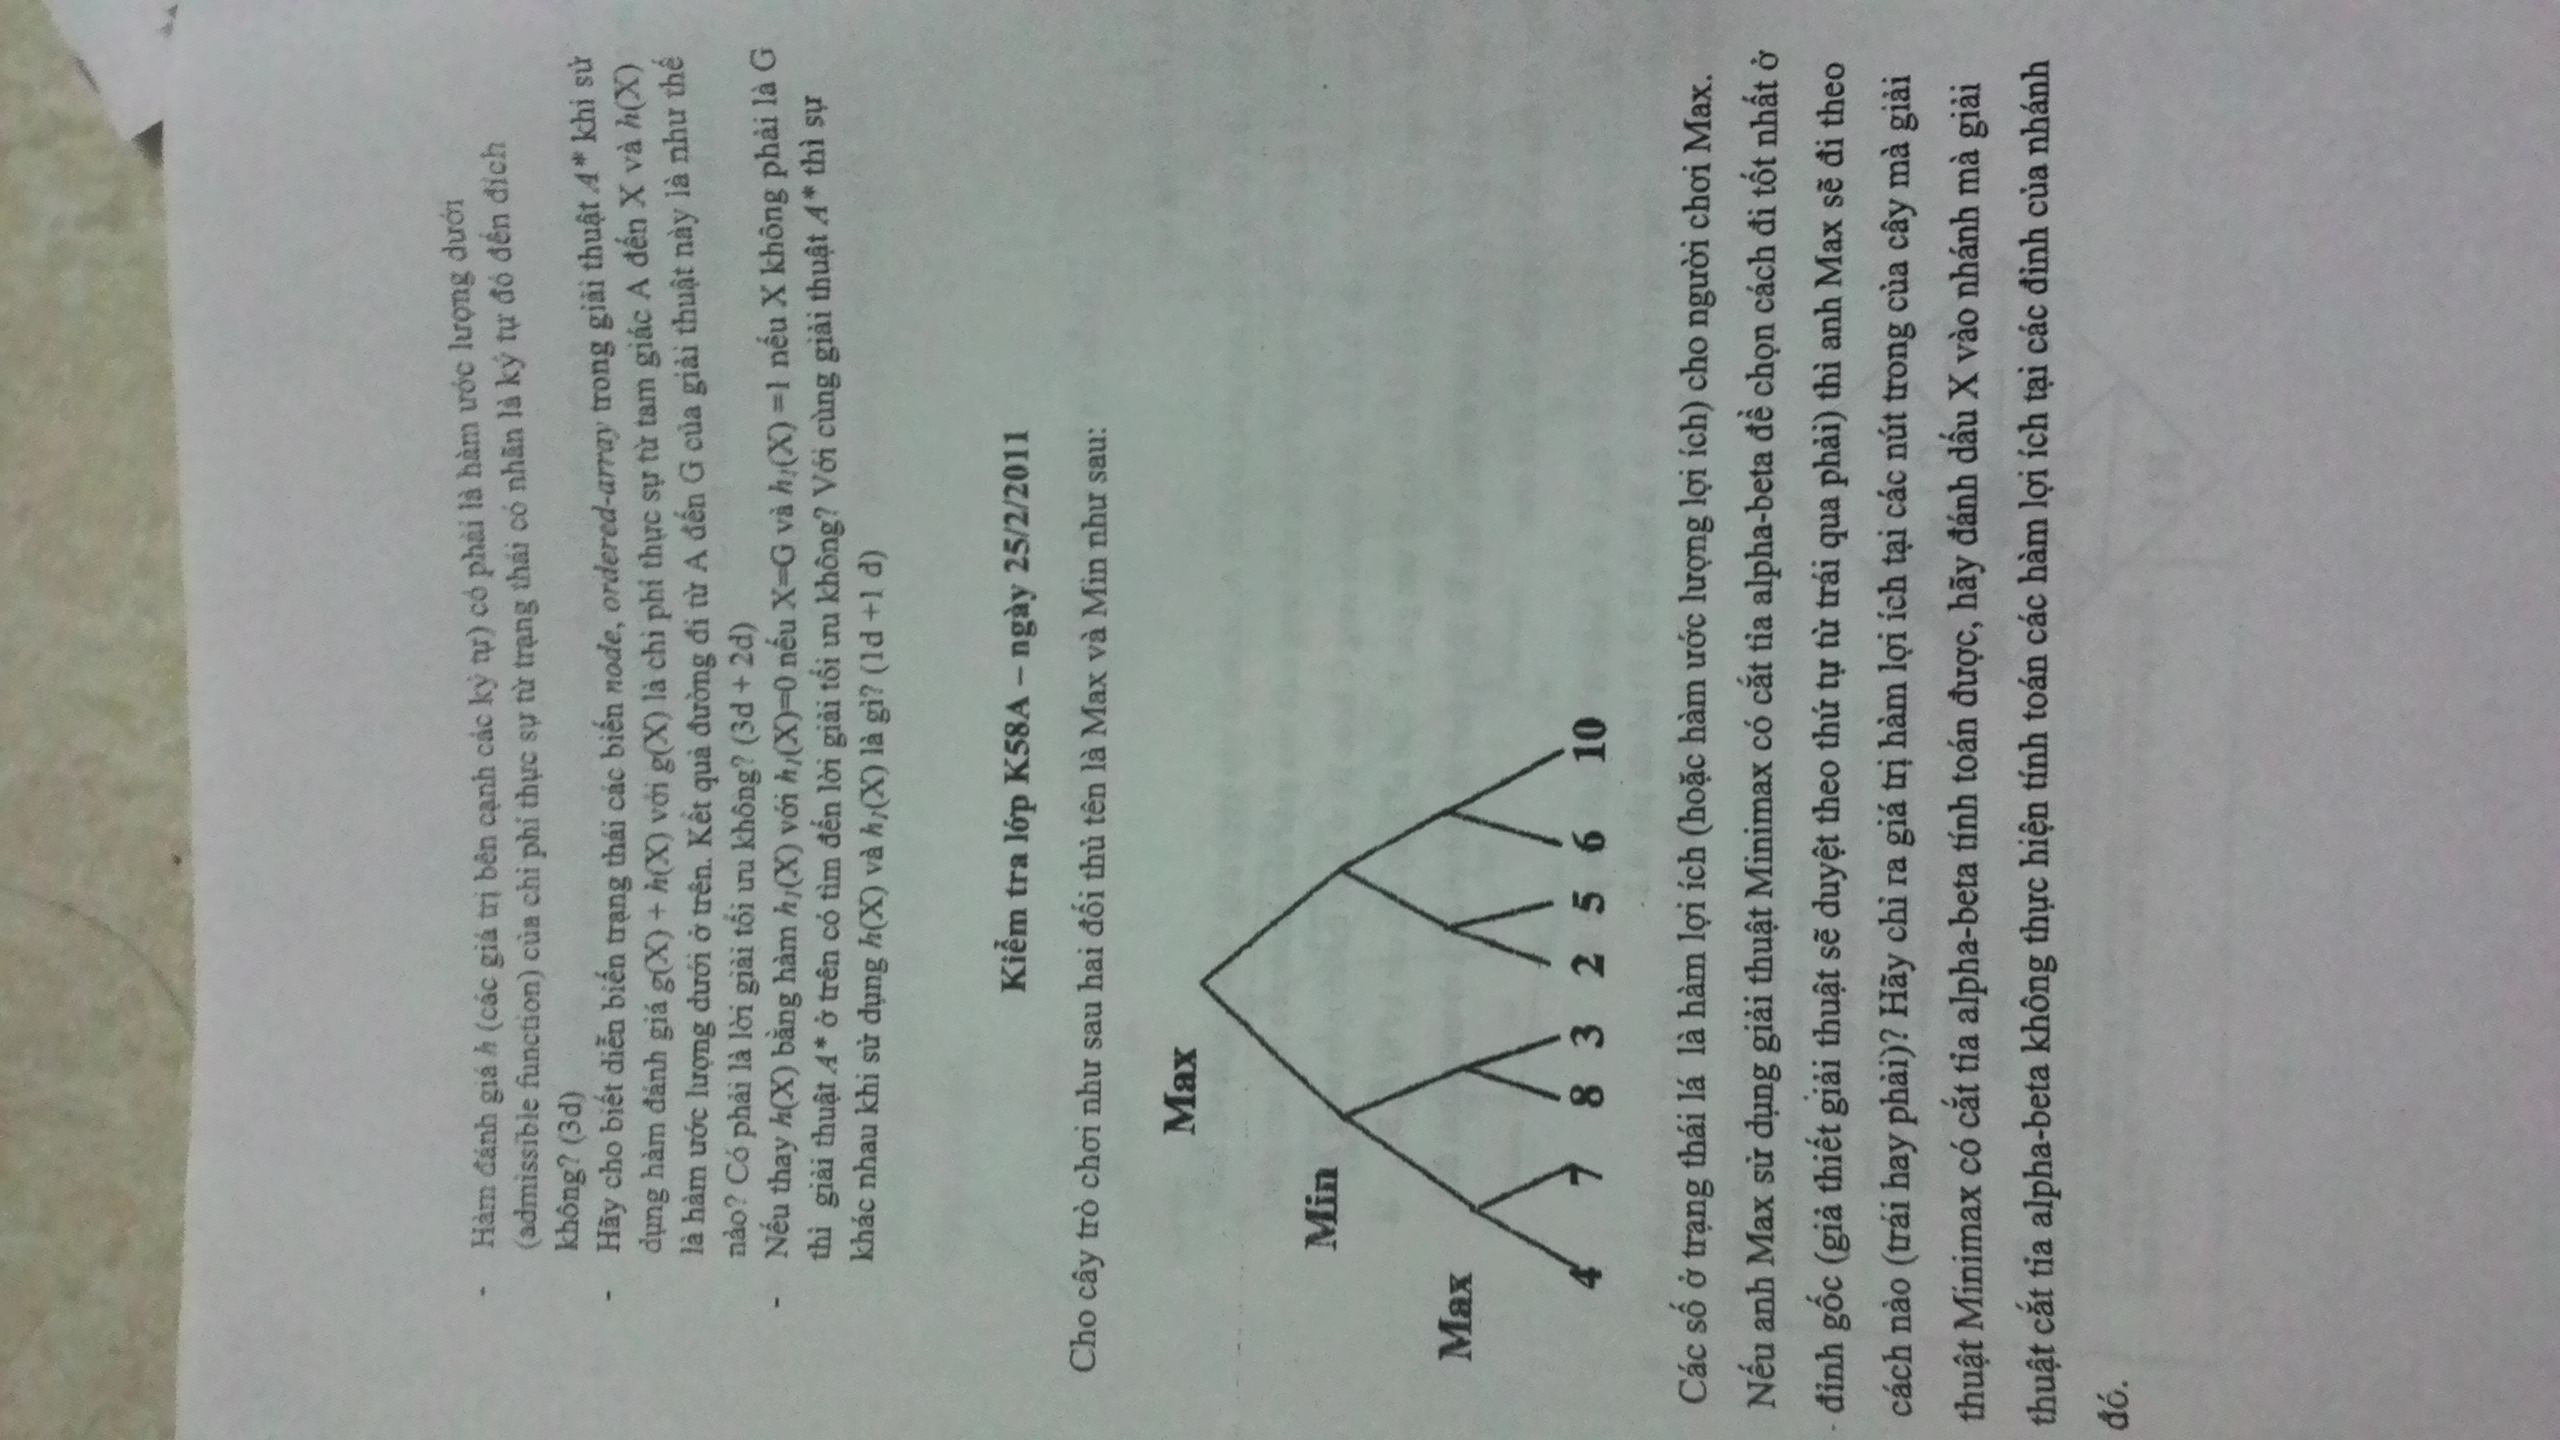 - Hàm đánh giá h (các giá trị bên cạnh các ký tự) có phải là hàm ước lượng dưới
(admissible function) của chi phí thực sự từ trạng thái có nhãn là ký tự đó đến đích
không? (3đ)
- Hãy cho biết diễn biến trạng thái các biến node, ordered-array trong giải thuật A* khi sử
dụng hàm đánh giá g(X) + h(X) với g(X) là chi phí thực sự từ tam giác A đến X và h(X)
là hàm ước lượng dưới ở trên. Kết quả đường đi từ A đến G của giải thuật này là như thế
nào? Có phải là lời giải tối ưu không? (3đ + 2đ)
- Nếu thay h(X) bằng hàm h1(X) với h1(X)=0 nếu X=G và h1(X) =1 nếu X không phải là G
thì giải thuật A* ở trên có tìm đến lời giải tối ưu không? Với cùng giải thuật A* thì sự
khác nhau khi sử dụng h(X) và h1(X) là gì? (1đ +1 đ)
Kiểm tra lớp K58A – ngày 25/2/2011
Cho cây trò chơi như sau hai đối thủ tên là Max và Min như sau:
Max
Min
Max
4 7 8 3 2 5 6 10
Các số ở trạng thái lá là hàm lợi ích (hoặc hàm ước lượng lợi ích) cho người chơi Max.
Nếu anh Max sử dụng giải thuật Minimax có cắt tỉa alpha-beta để chọn cách đi tốt nhất ở
đỉnh gốc (giả thiết giải thuật sẽ duyệt theo thứ tự từ trái qua phải) thì anh Max sẽ đi theo
cách nào (trái hay phải)? Hãy chỉ ra giá trị hàm lợi ích tại các nút trong của cây mà giải
thuật Minimax có cắt tỉa alpha-beta tính toán được, hãy đánh dấu X vào nhánh mà giải
thuật cắt tỉa alpha-beta không thực hiện tính toán các hàm lợi ích tại các đỉnh của nhánh
đó.